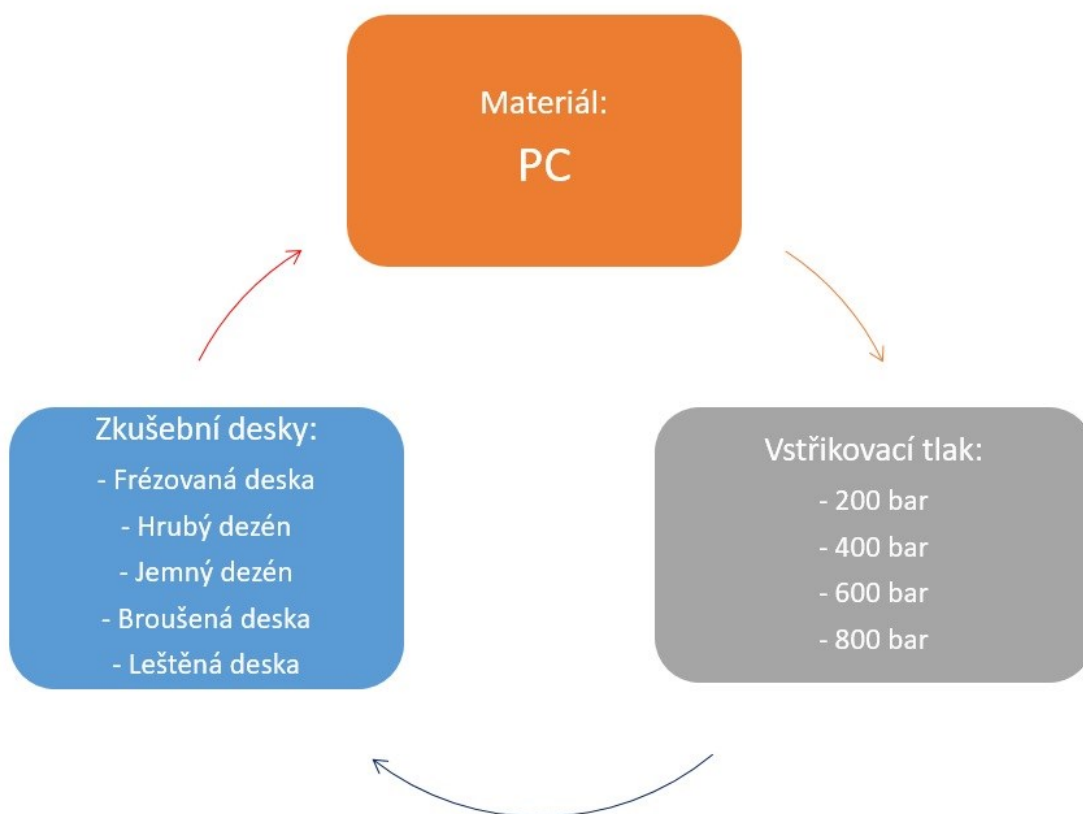 Materiál:
PC
Vstřikovací tlak:
- 200 bar
- 400 bar
- 600 bar
- 800 bar
Zkušební desky:
- Frézovaná deska
- Hrubý dezén
- Jemný dezén
- Broušená deska
- Leštěná deska